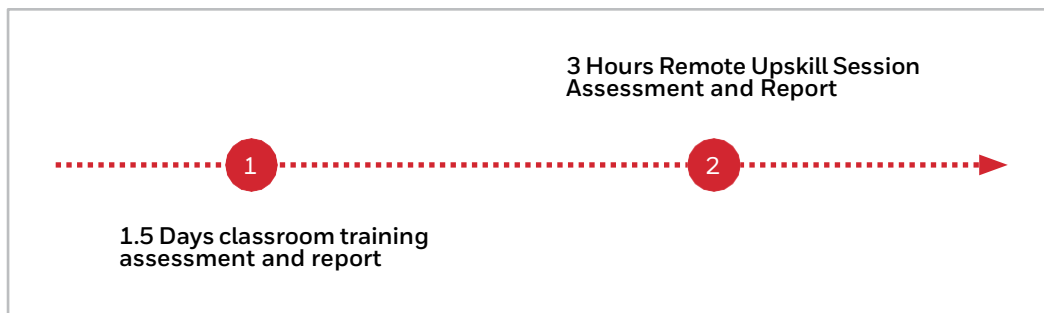 3 Hours Remote Upskill Session
Assessment and Report
1
2
1.5 Days classroom training
assessment and report